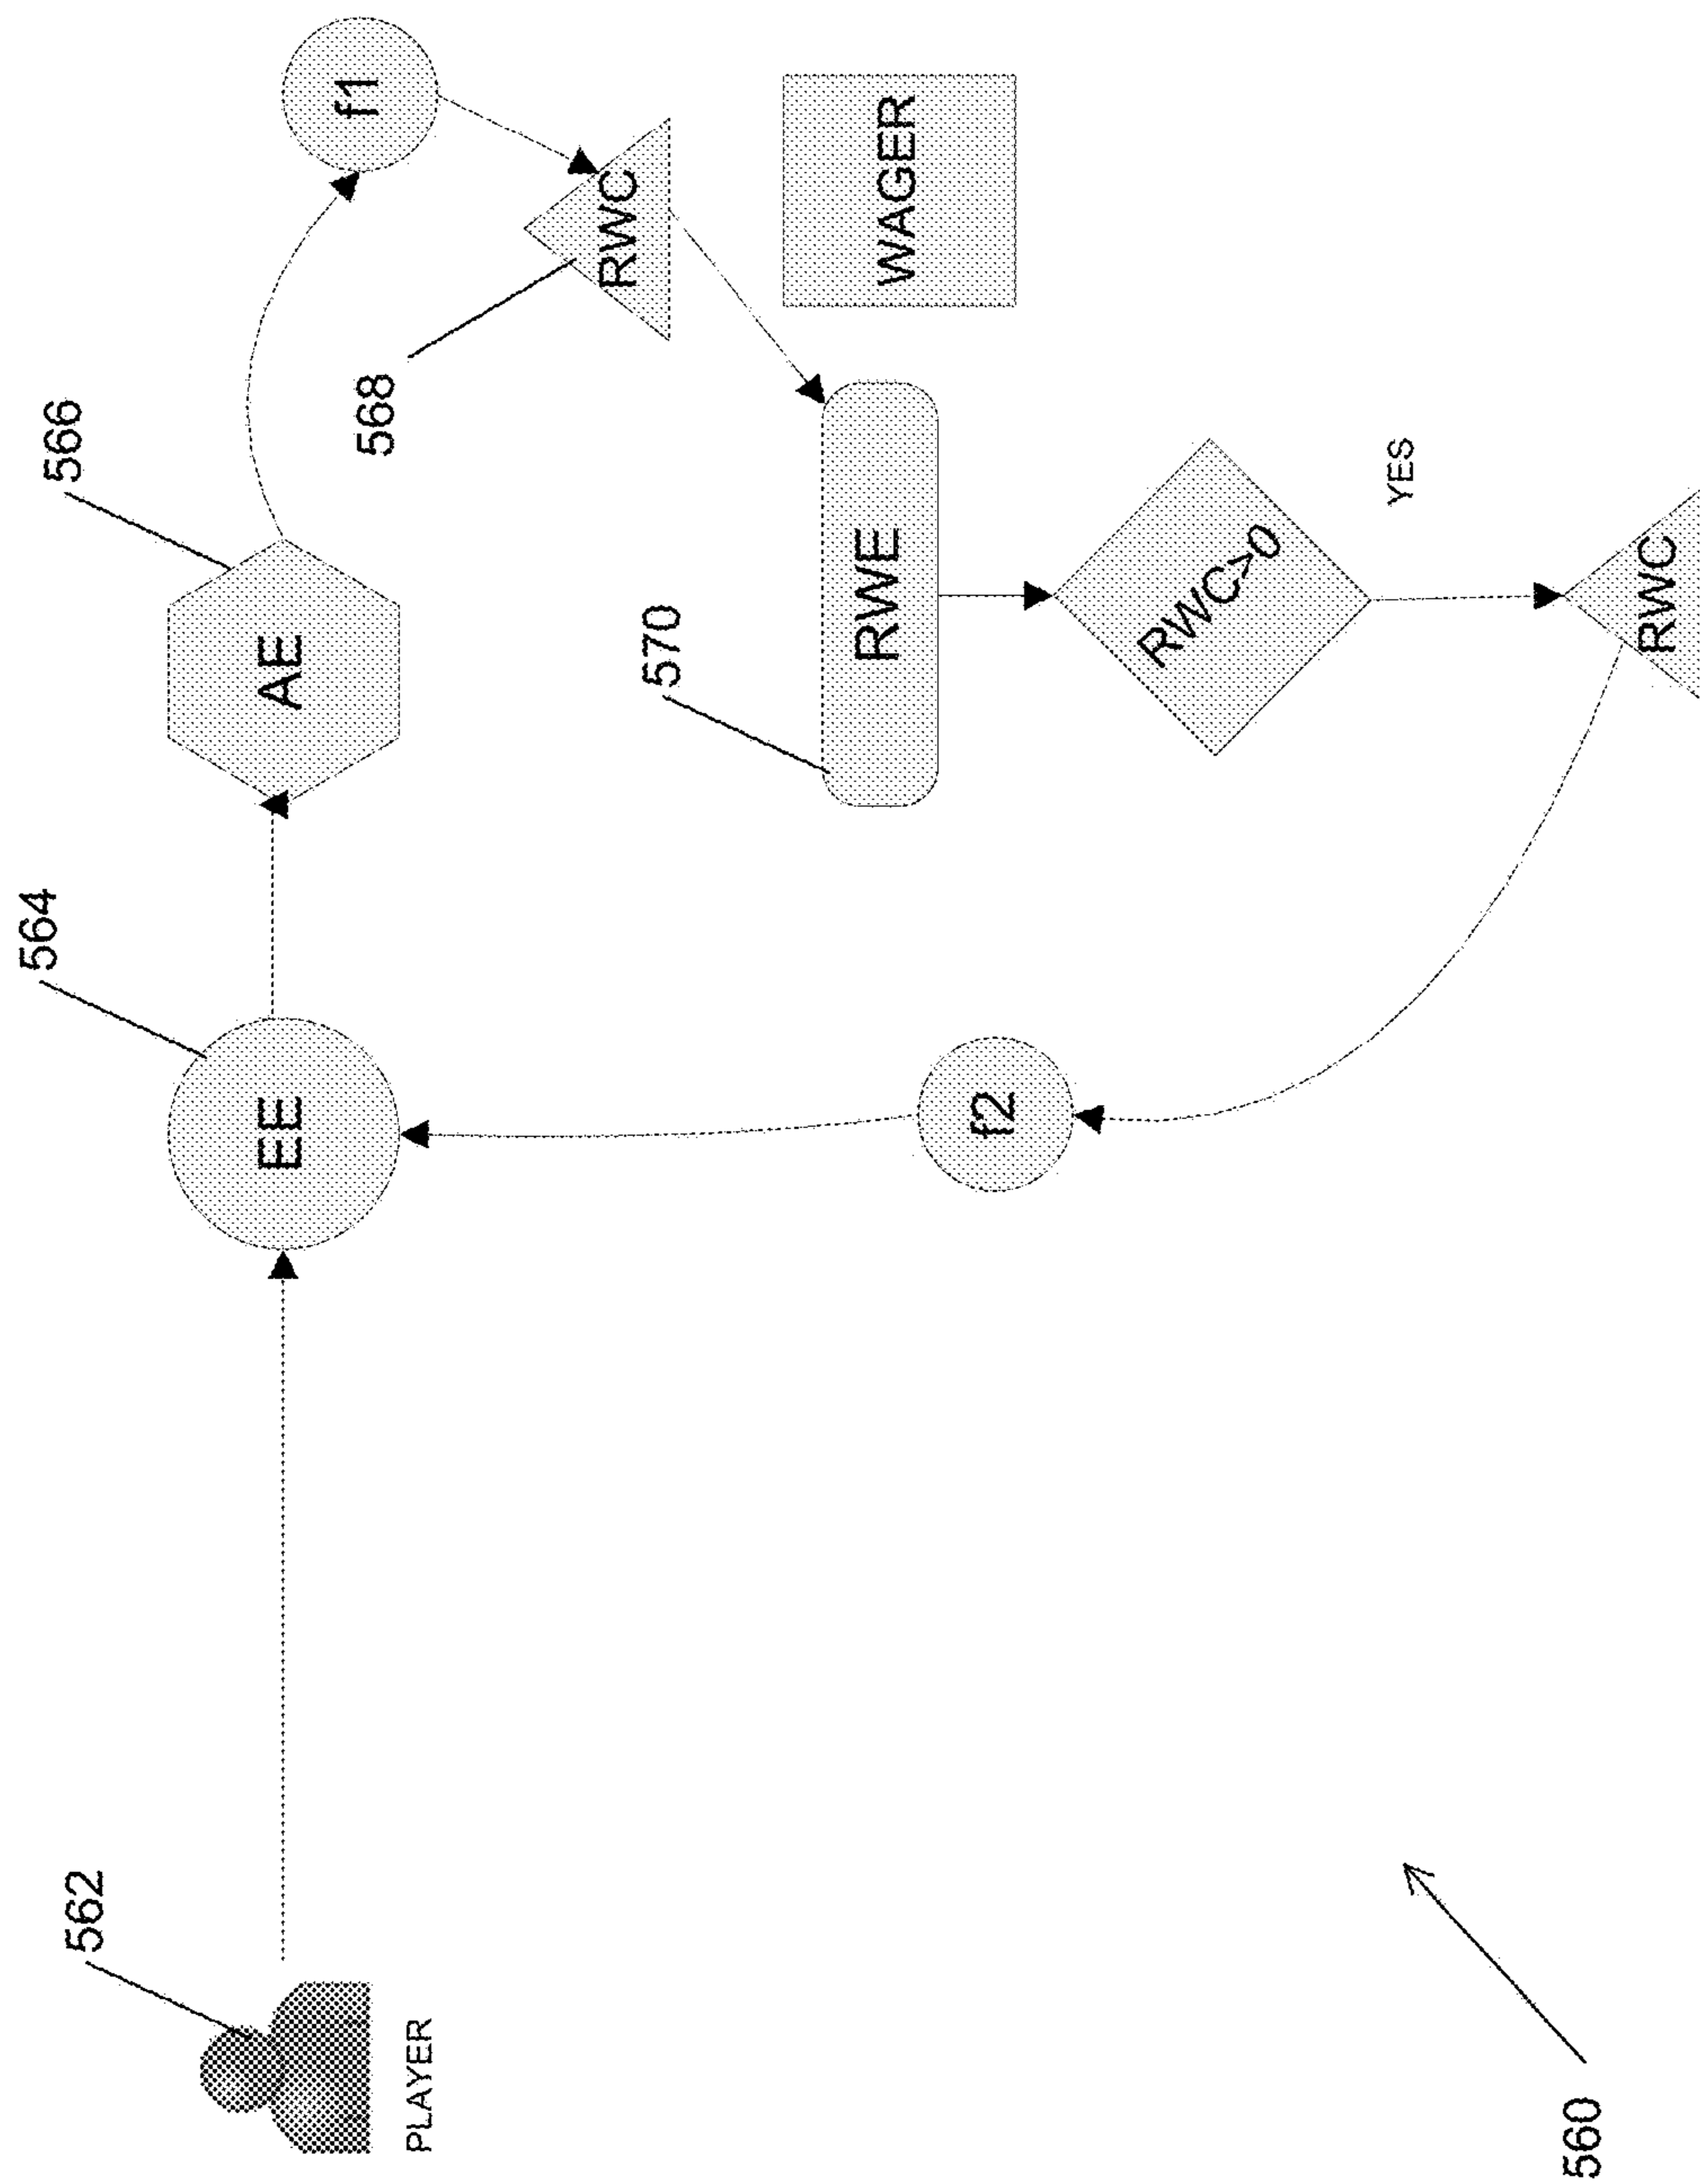 562
PLAYER
564
EE
566
AE
f1
568
RWC
WAGER
570
RWE
RWC>0
YES
RWC
f2
560